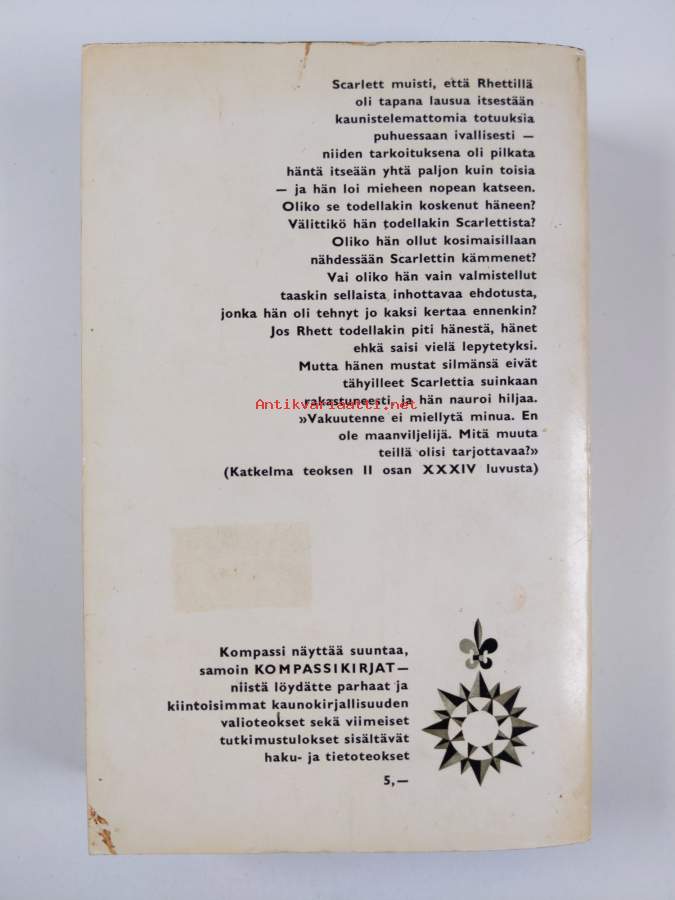 Scarlett muisti, että Rhettillä
oli tapana lausua itsestään
kaunistelemattomia totuuksia
puhuessaan ivallisesti —
niiden tarkoituksena oli pilkata
häntä itseään yhtä paljon kuin toisia
— ja hän loi mieheen nopean katseen.
Oliko se todellakin koskenut häneen?
Välittikö hän todellakin Scarlettista?
Oliko hän ollut kosimaisillaan
nähdessään Scarlettin kämmenet?
Vai oliko hän vain valmistellut
taaskin sellaista inhottavaa ehdotusta,
jonka hän oli tehnyt jo kaksi kertaa ennenkin?
Jos Rhett todellakin piti hänestä, hänet
ehkä saisi vielä lepytetyksi.
Mutta hänen mustat silmänsä eivät
tähyilleet Scarlettia suinkaan
rakastuneesti, ja hän nauroi hiljaa.
Antikvariaatti.net
»Vakuutenne ei miellytä minua. En
ole maanviljelijä. Mitä muuta
teillä olisi tarjottavaa?»
(Katkelma teoksen II osan XXXIV luvusta)
Kompassi näyttää suuntaa,
samoin KOMPASSIKIRJAT—
niistä löydätte parhaat ja
kiintoisimmat kaunokirjallisuuden
valioteokset sekä viimeiset
tutkimustulokset sisältävät
haku- ja tietoteokset
5,—